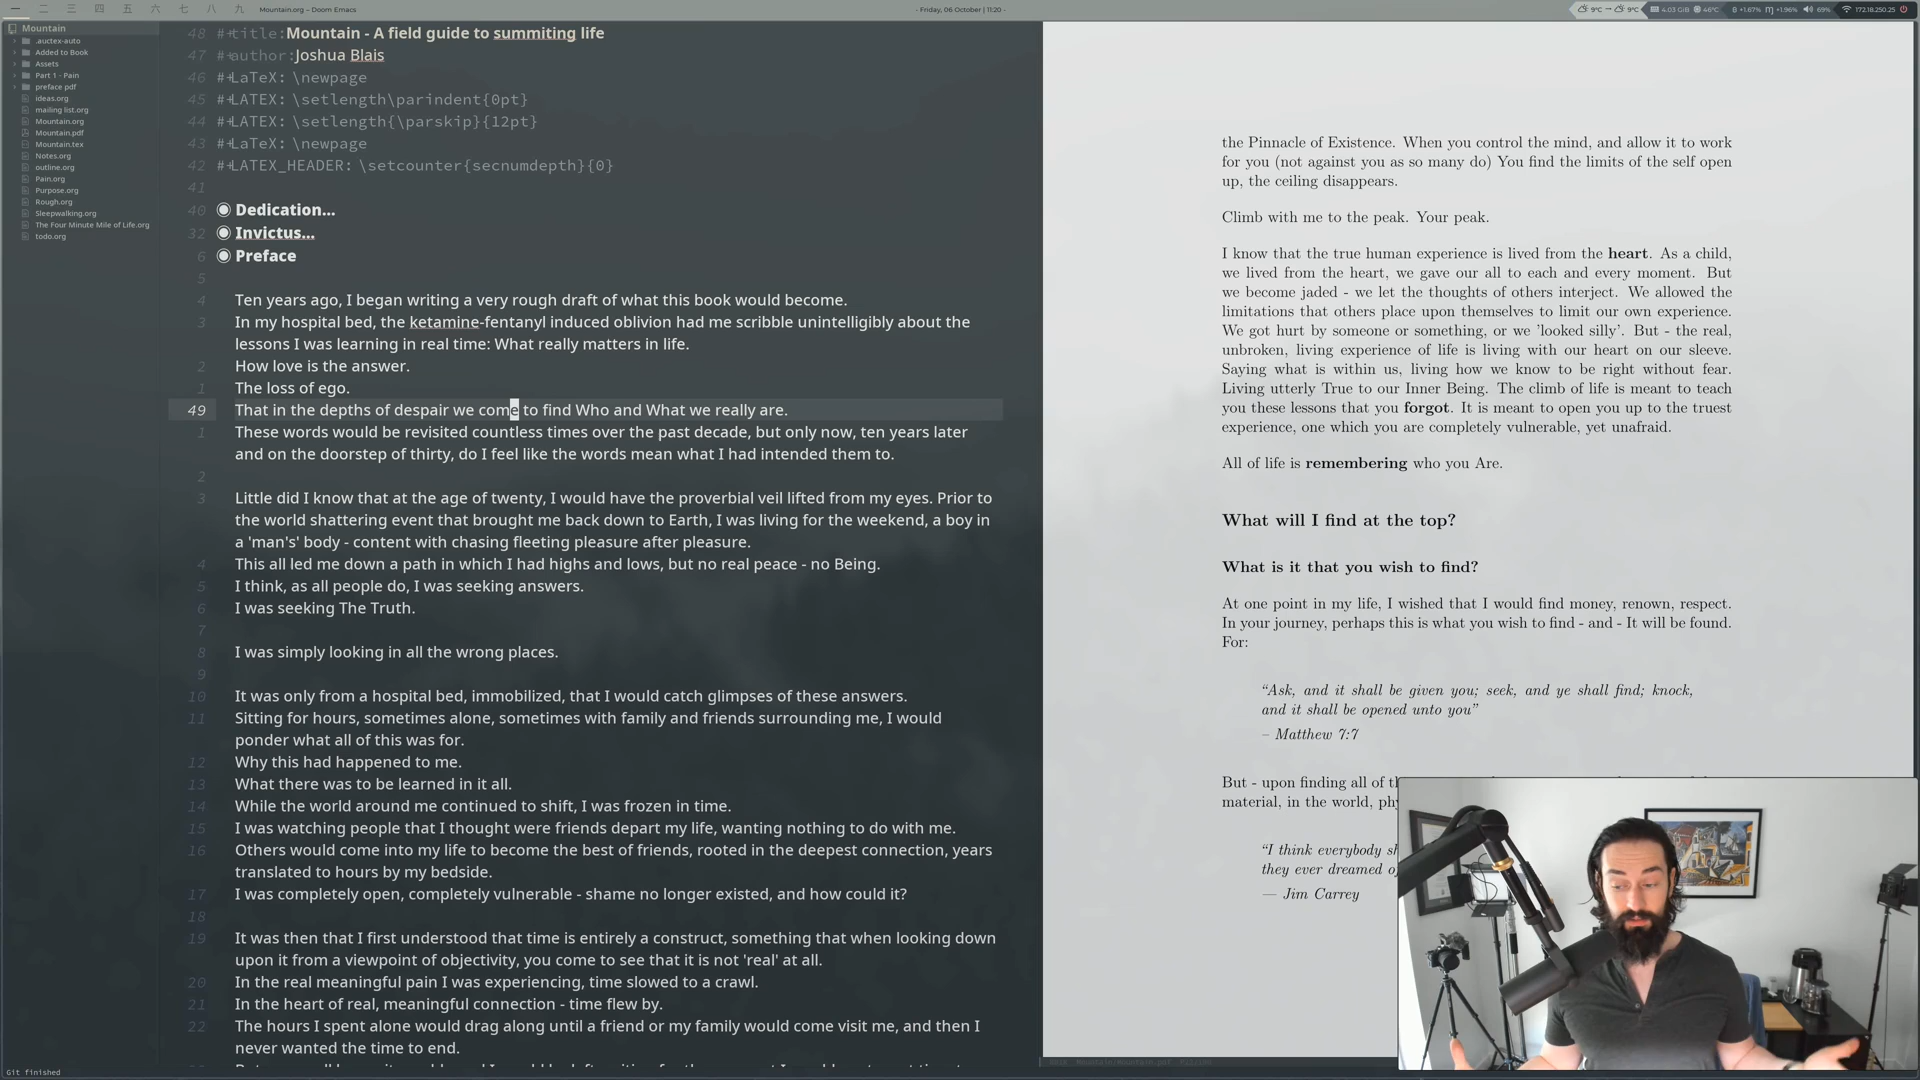 一 二 三 四 五 六 七 八 九 Mountain.org – Doom Emacs
- Friday, 06 October | 11:20 -
9°C → 9°C 4.03 GiB 46°C +1.67% +1.96% 69% 172.18.250.25
Mountain
.auctex-auto
Added to Book
Assets
Part 1 - Pain
preface pdf
ideas.org
mailing list.org
Mountain.org
Mountain.pdf
Mountain.tex
Notes.org
outline.org
Pain.org
Purpose.org
Rough.org
Sleepwalking.org
The Four Minute Mile of Life.org
todo.org
48 #+title:Mountain - A field guide to summiting life
47 #+author:Joshua Blais
46 #+LaTeX: \newpage
45 #+LATEX: \setlength\parindent{0pt}
44 #+LATEX: \setlength{\parskip}{12pt}
43 #+LaTeX: \newpage
42 #+LATEX_HEADER: \setcounter{secnumdepth}{0}
41
40 Dedication...
32 Invictus...
6 Preface
5
4 Ten years ago, I began writing a very rough draft of what this book would become.
3 In my hospital bed, the ketamine-fentanyl induced oblivion had me scribble unintelligibly about the
lessons I was learning in real time: What really matters in life.
2 How love is the answer.
1 The loss of ego.
49 That in the depths of despair we come to find Who and What we really are.
1 These words would be revisited countless times over the past decade, but only now, ten years later
and on the doorstep of thirty, do I feel like the words mean what I had intended them to.
2
3 Little did I know that at the age of twenty, I would have the proverbial veil lifted from my eyes. Prior to
the world shattering event that brought me back down to Earth, I was living for the weekend, a boy in
a 'man's' body - content with chasing fleeting pleasure after pleasure.
4 This all led me down a path in which I had highs and lows, but no real peace - no Being.
5 I think, as all people do, I was seeking answers.
6 I was seeking The Truth.
7
8 I was simply looking in all the wrong places.
9
10 It was only from a hospital bed, immobilized, that I would catch glimpses of these answers.
11 Sitting for hours, sometimes alone, sometimes with family and friends surrounding me, I would
ponder what all of this was for.
12 Why this had happened to me.
13 What there was to be learned in it all.
14 While the world around me continued to shift, I was frozen in time.
15 I was watching people that I thought were friends depart my life, wanting nothing to do with me.
16 Others would come into my life to become the best of friends, rooted in the deepest connection, years
translated to hours by my bedside.
17 I was completely open, completely vulnerable - shame no longer existed, and how could it?
18
19 It was then that I first understood that time is entirely a construct, something that when looking down
upon it from a viewpoint of objectivity, you come to see that it is not 'real' at all.
20 In the real meaningful pain I was experiencing, time slowed to a crawl.
21 In the heart of real, meaningful connection - time flew by.
22 The hours I spent alone would drag along until a friend or my family would come visit me, and then I
never wanted the time to end.
Git finished
the Pinnacle of Existence. When you control the mind, and allow it to work
for you (not against you as so many do) You find the limits of the self open
up, the ceiling disappears.
Climb with me to the peak. Your peak.
I know that the true human experience is lived from the heart. As a child,
we lived from the heart, we gave our all to each and every moment. But
we become jaded - we let the thoughts of others interject. We allowed the
limitations that others place upon themselves to limit our own experience.
We got hurt by someone or something, or we 'looked silly'. But - the real,
unbroken, living experience of life is living with our heart on our sleeve.
Saying what is within us, living how we know to be right without fear.
Living utterly True to our Inner Being. The climb of life is meant to teach
you these lessons that you forgot. It is meant to open you up to the truest
experience, one which you are completely vulnerable, yet unafraid.
All of life is remembering who you Are.
What will I find at the top?
What is it that you wish to find?
At one point in my life, I wished that I would find money, renown, respect.
In your journey, perhaps this is what you wish to find - and - It will be found.
For:
“Ask, and it shall be given you; seek, and ye shall find; knock,
and it shall be opened unto you”
– Matthew 7:7
But - upon finding all of th
material, in the world, phy
“I think everybody sh
they ever dreamed o
— Jim Carrey